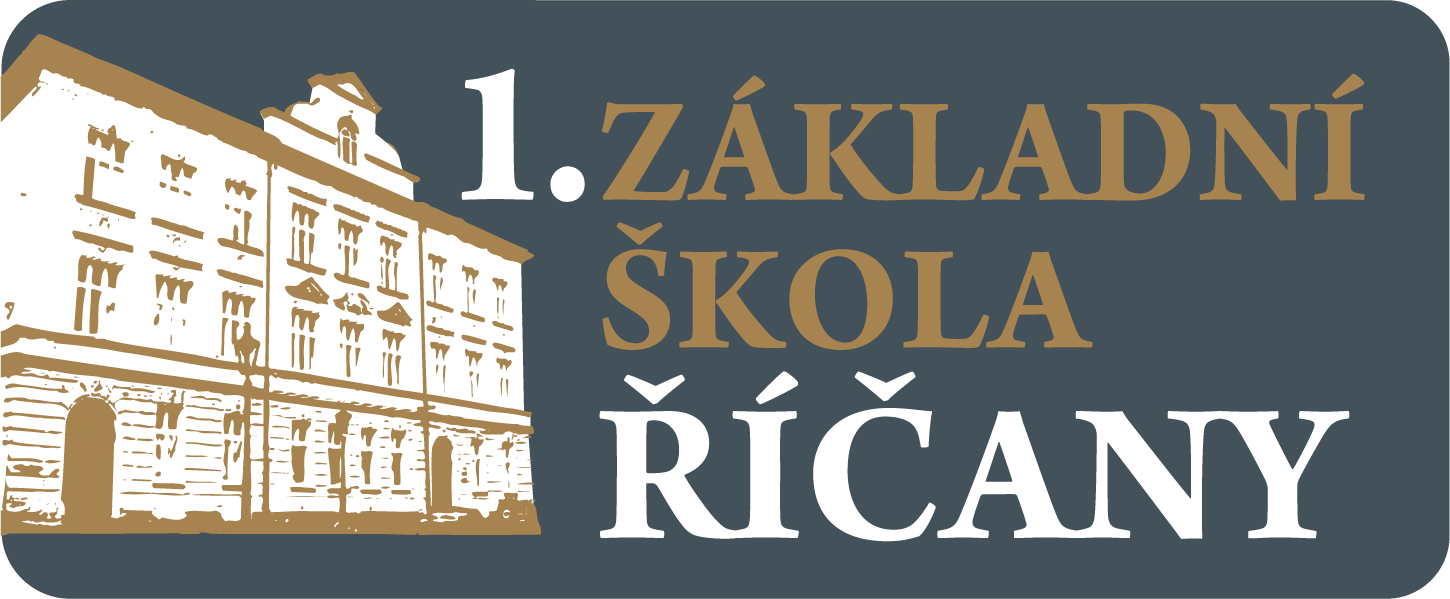 1. ZÁKLADNÍ
ŠKOLA
ŘÍČANY